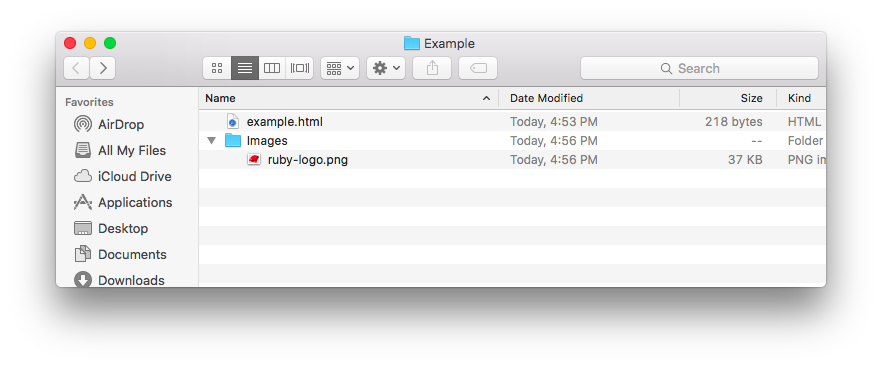 Example
Search
Favorites
AirDrop
All My Files
iCloud Drive
Applications
Desktop
Documents
Downloads
Name Date Modified Size Kind
example.html Today, 4:53 PM 218 bytes HTML
Images Today, 4:56 PM -- Folder
ruby-logo.png Today, 4:56 PM 37 KB PNG im